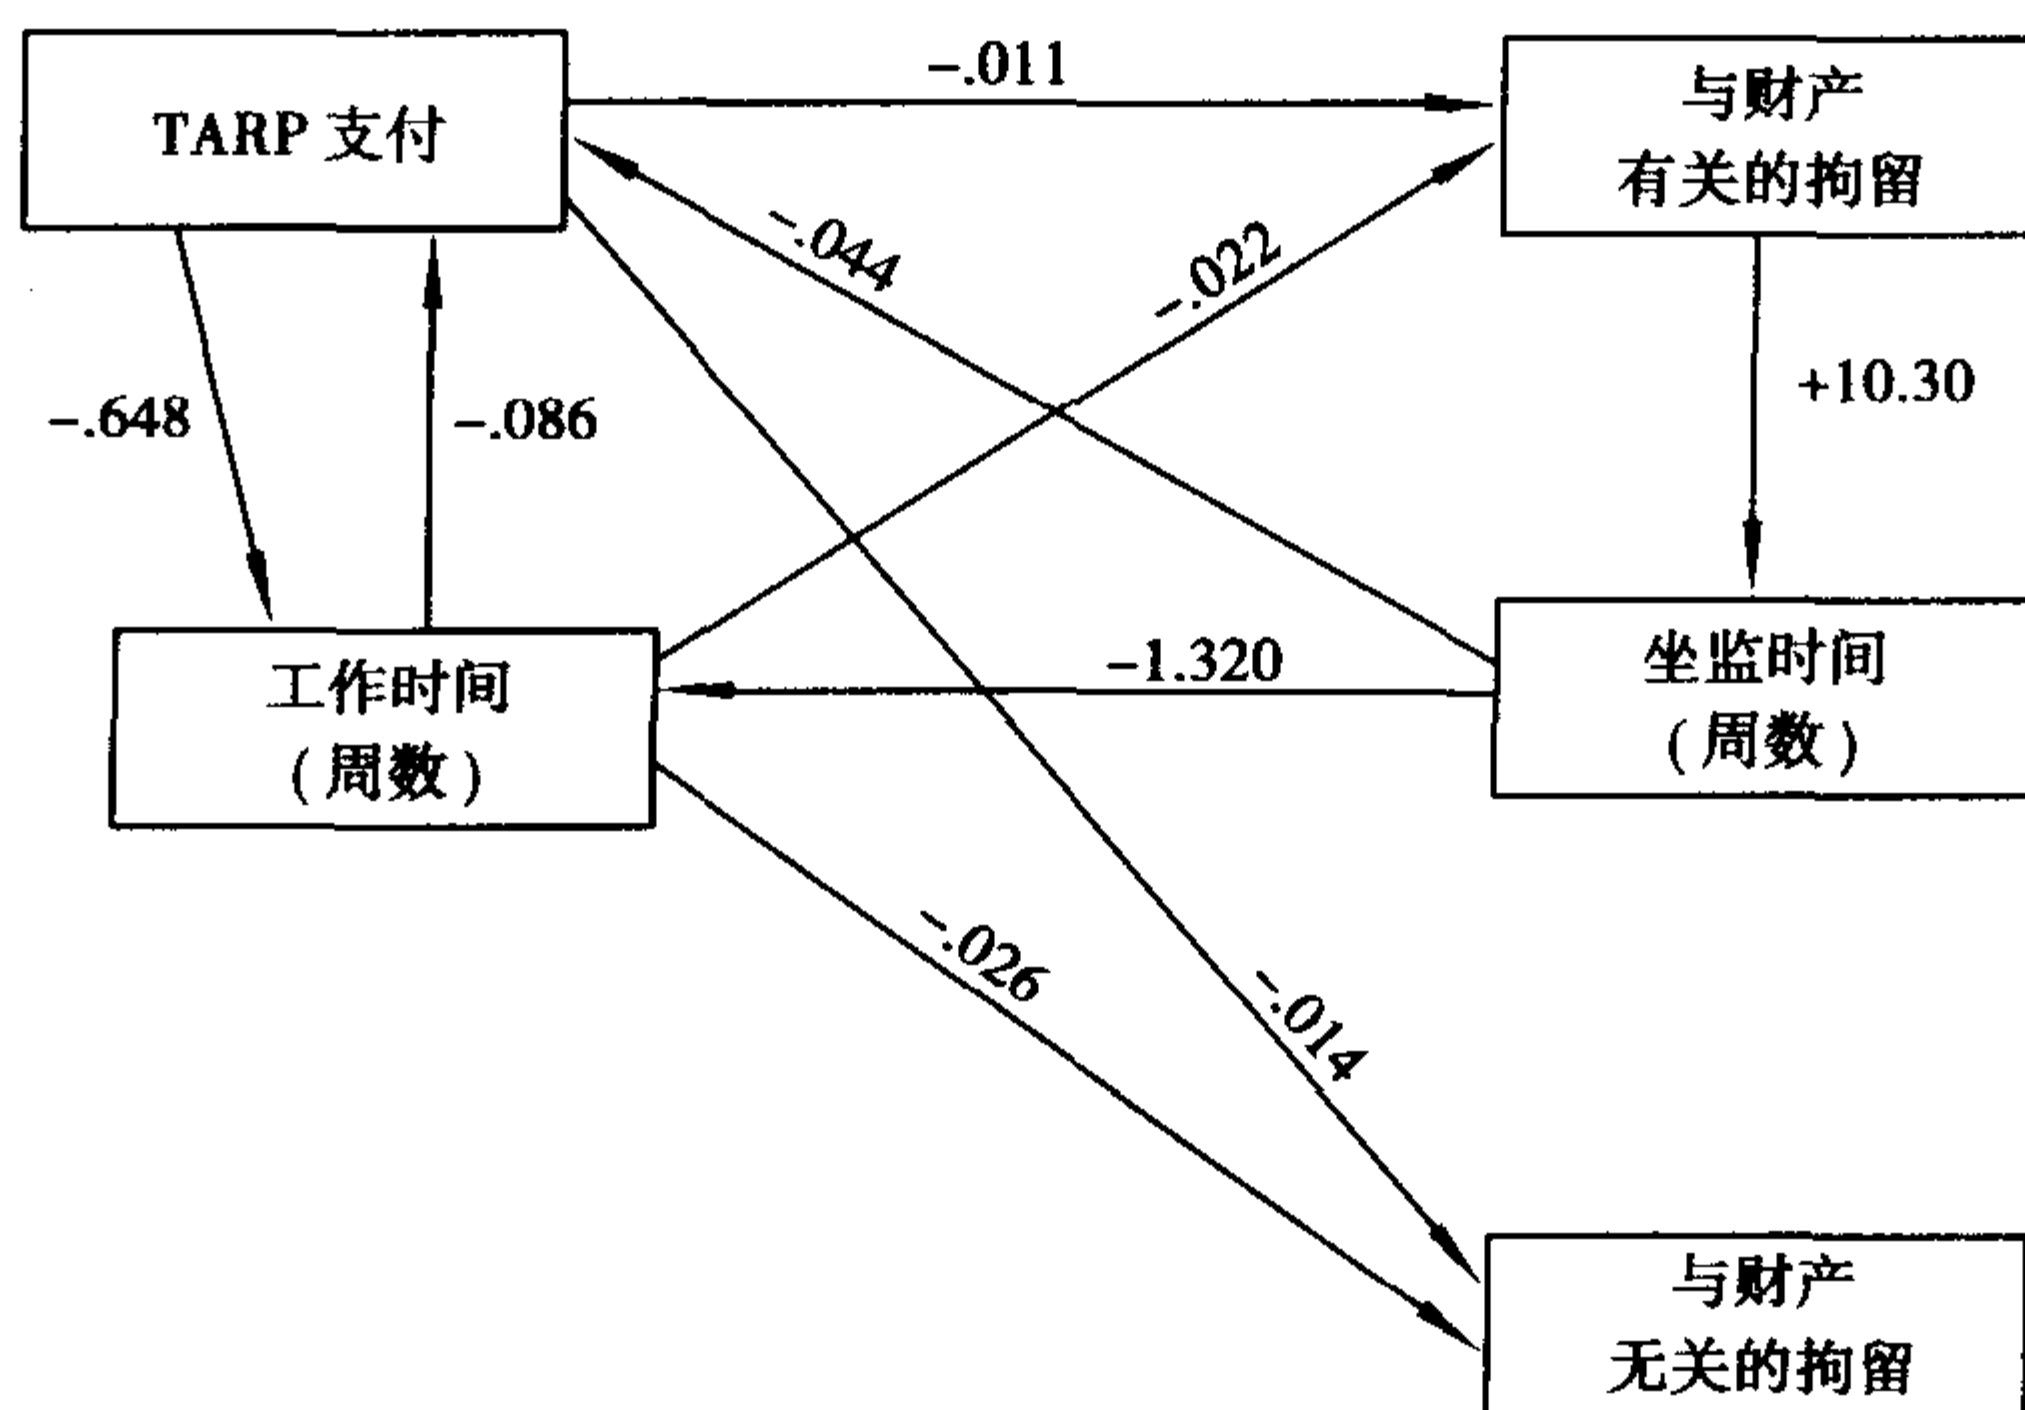 -.011
与财产
有关的拘留
TARP 支付
-.044
-.022
-.648
-.086
+10.30
-1.320
工作时间
(周数)
坐监时间
(周数)
-.026
-.014
与财产
无关的拘留